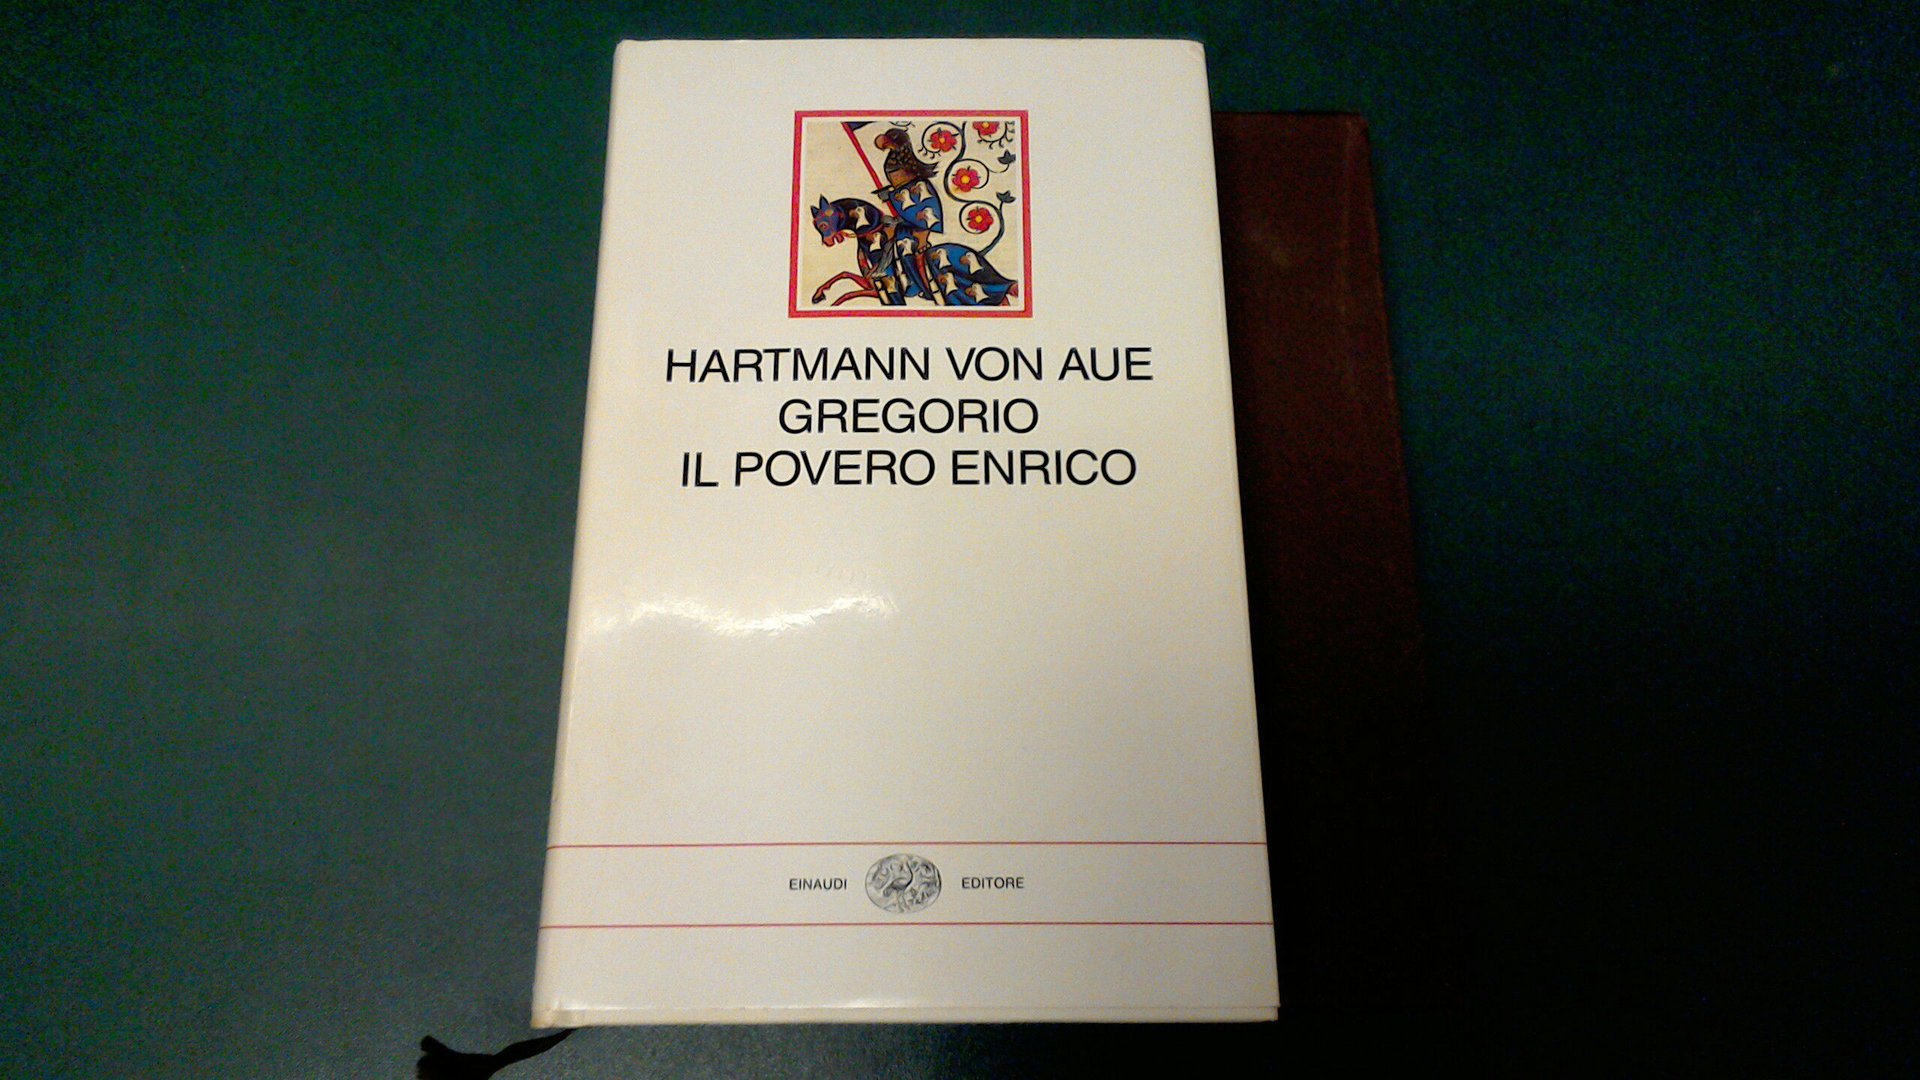 HARTMANN VON AUE
GREGORIO
IL POVERO ENRICO
EINAUDI EDITORE